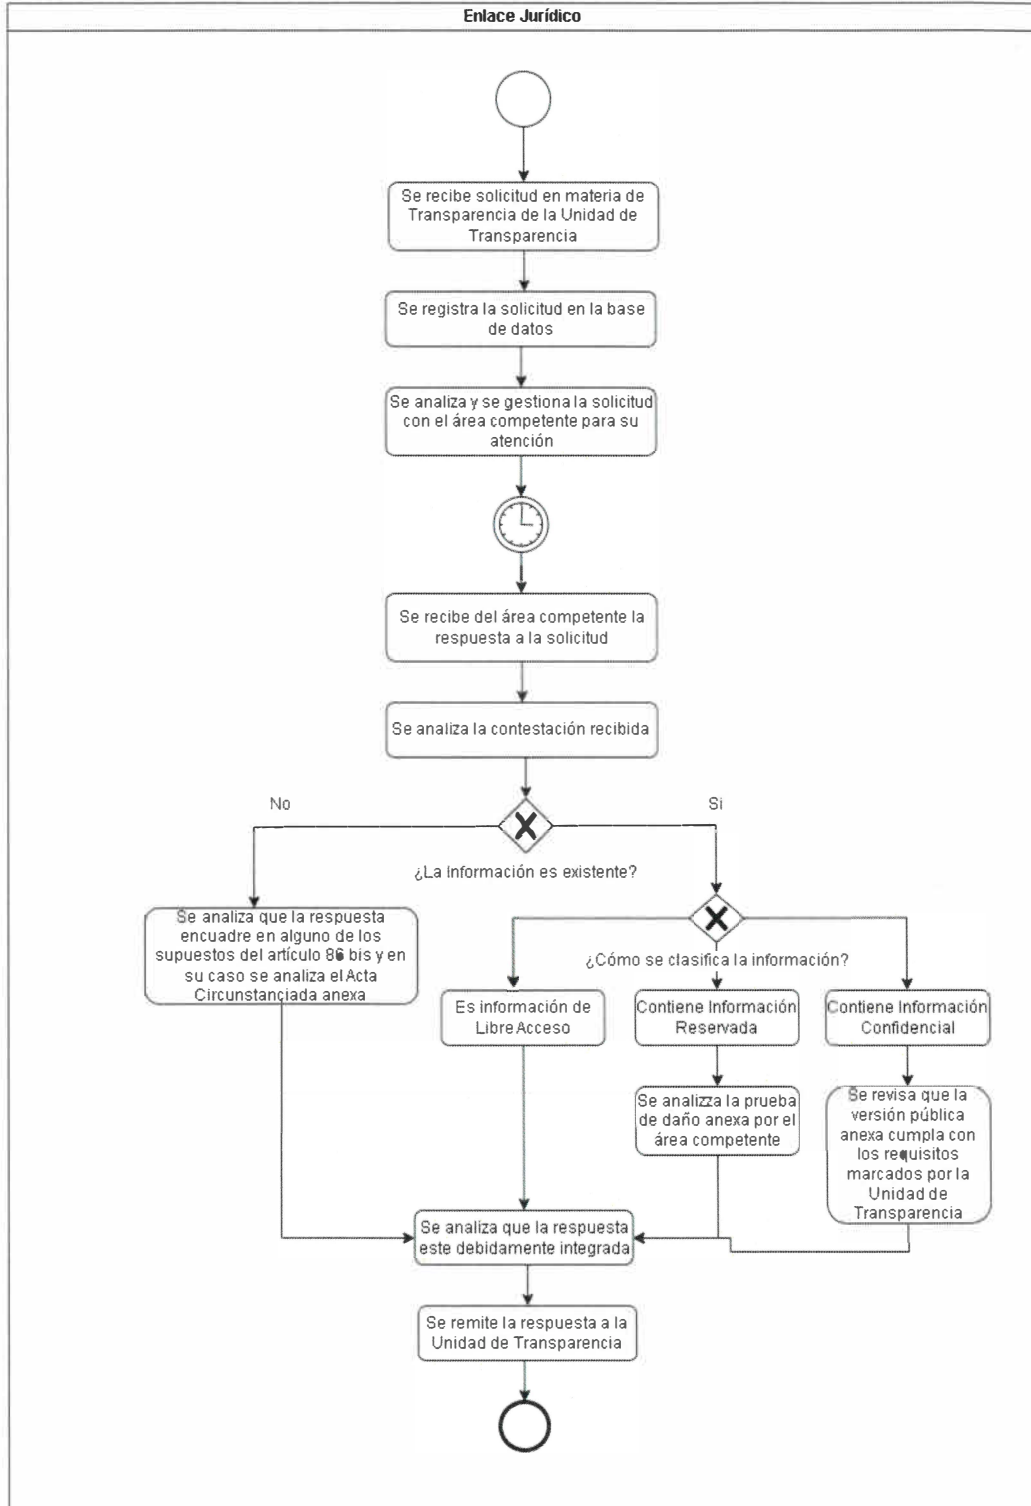 Enlace Jurídico
Se recibe solicitud en materia de
Transparencia de la Unidad de
Transparencia
Se registra la solicitud en la base
de datos
Se analiza y se gestiona la solicitud
con el área competente para su
atención
Se recibe del área competente la
respuesta a la solicitud
Se analiza la contestación recibida
No
Si
¿La Información es existente?
Se analiza que la respuesta
encuadre en alguno de los
supuestos del artículo 86 bis y en
su caso se analiza el Acta
Circunstanciada anexa
¿Cómo se clasifica la información?
Es información de
Libre Acceso
Contiene Información
Reservada
Contiene Información
Confidencial
Se analizza la prueba
de daño anexa por el
área competente
Se revisa que la
versión pública
anexa cumpla con
los requisitos
marcados por la
Unidad de
Transparencia
Se analiza que la respuesta
este debidamente integrada
Se remite la respuesta a la
Unidad de Transparencia